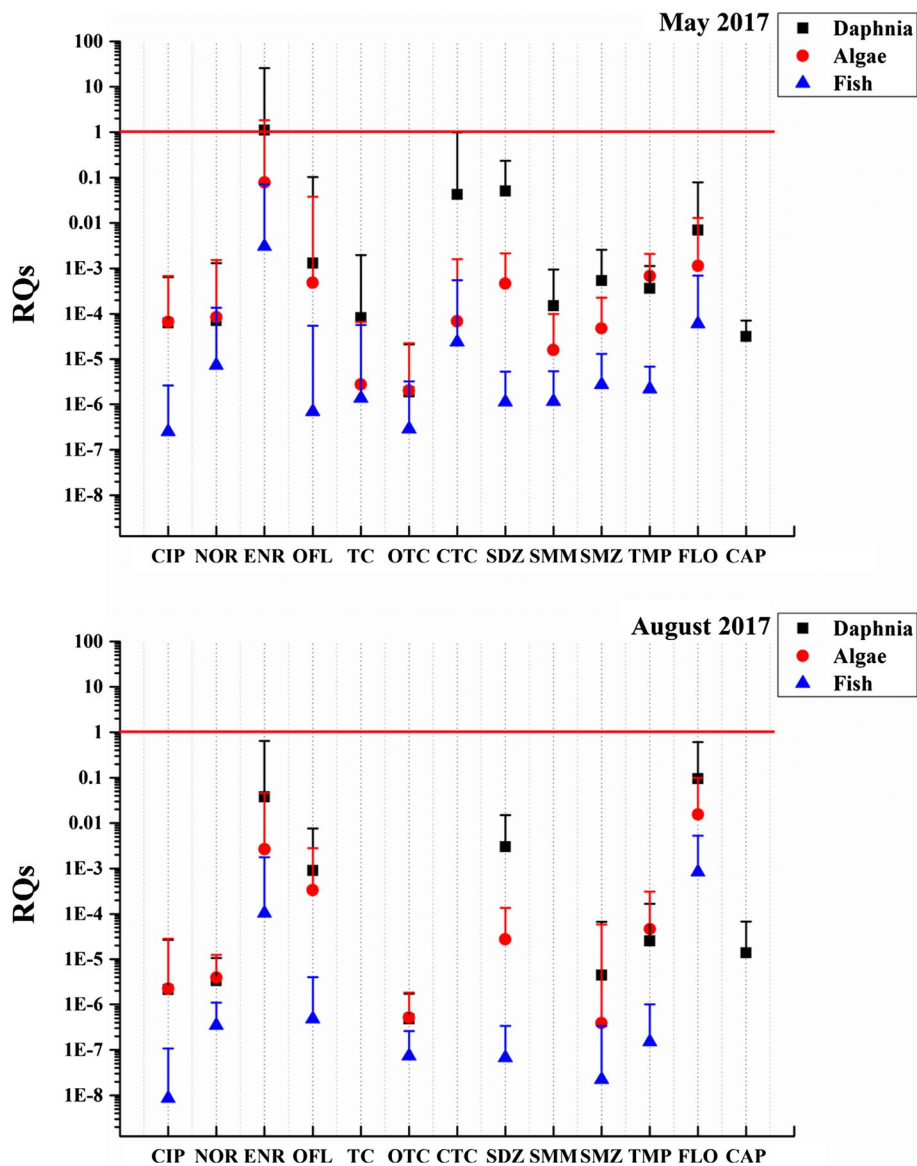 May 2017
Daphnia
Algae
Fish
100
10
1
0.1
0.01
1E-3
1E-4
1E-5
1E-6
1E-7
1E-8
RQs
CIP NOR ENR OFL TC OTC CTC SDZ SMM SMZ TMP FLO CAP
August 2017
Daphnia
Algae
Fish
100
10
1
0.1
0.01
1E-3
1E-4
1E-5
1E-6
1E-7
1E-8
RQs
CIP NOR ENR OFL TC OTC CTC SDZ SMM SMZ TMP FLO CAP